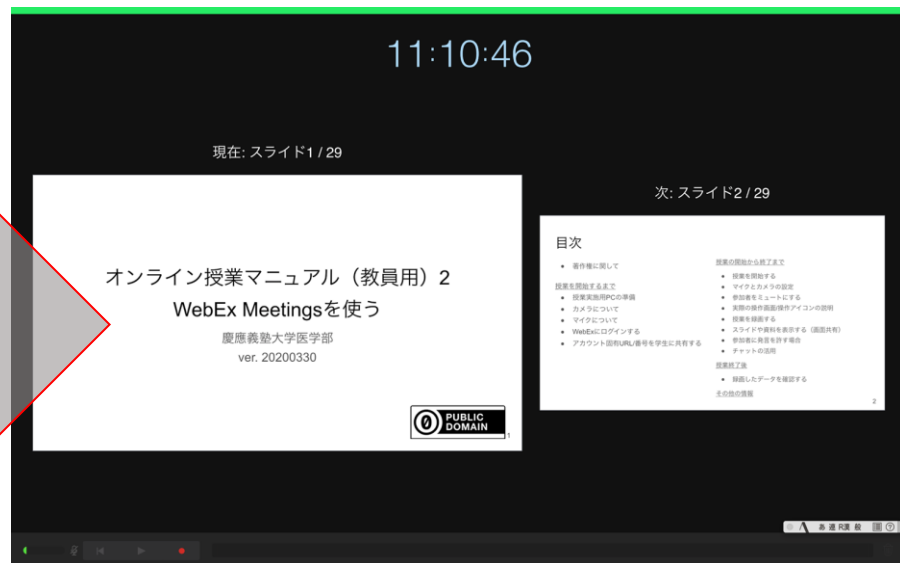 11:10:46
現在: スライド1 / 29
オンライン授業マニュアル（教員用）2
WebEx Meetingsを使う
慶應義塾大学医学部
ver. 20200330
PUBLIC
DOMAIN
1
次: スライド2 / 29
目次
● 著作権に関して
授業を開始するまで
● 授業実施用PCの準備
● カメラについて
● マイクについて
● WebExにログインする
● アカウント固有URL/番号を学生に共有する
授業の開始から終了まで
● 授業を開始する
● マイクとカメラの設定
● 参加者をミュートにする
● 実際の操作画面/操作アイコンの説明
● 授業を録画する
● スライドや資料を表示する（画面共有）
● 参加者に発言を許す場合
● チャットの活用
授業終了後
● 録画したデータを確認する
その他の情報
2
あ 連 R漢 般